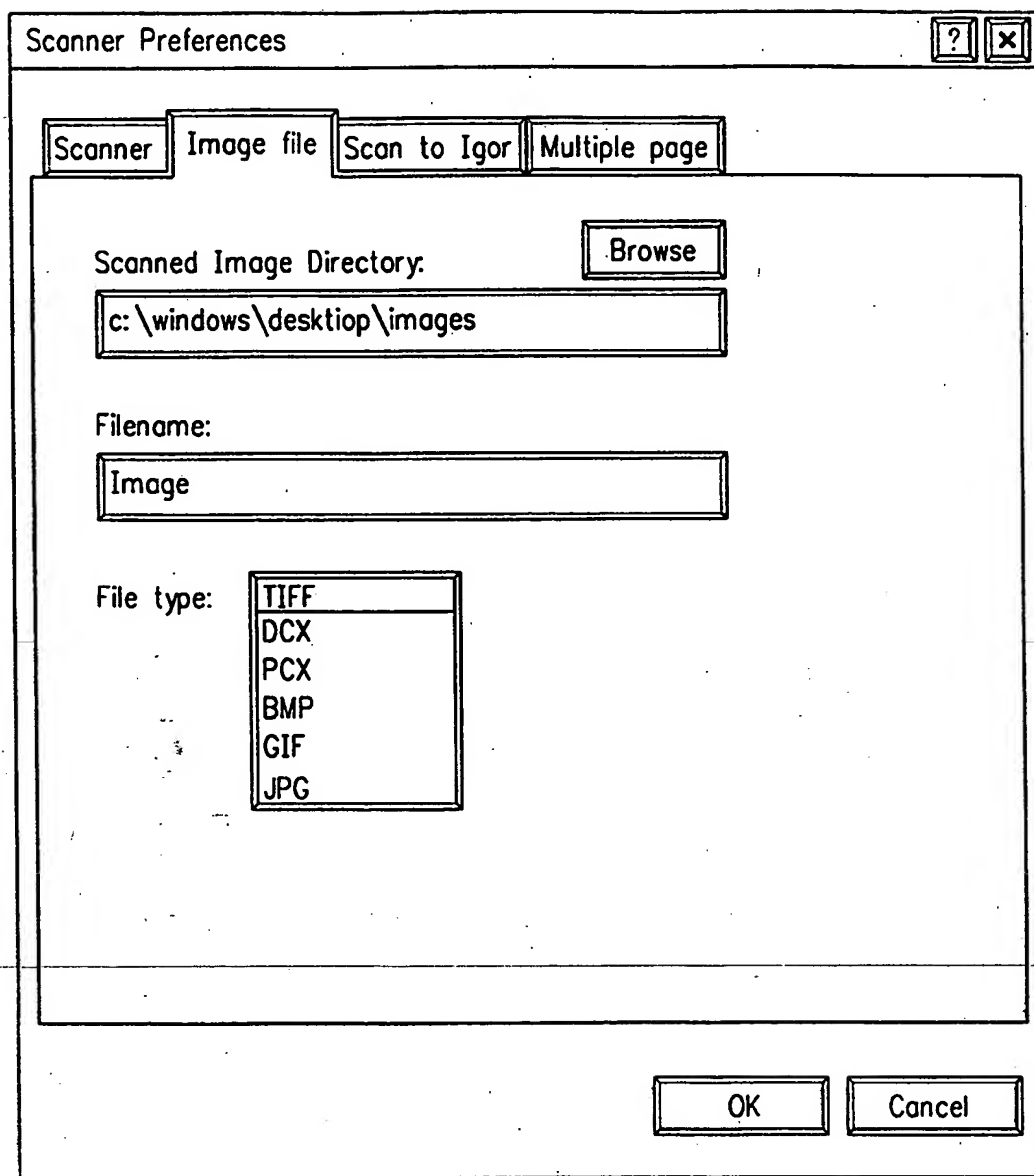 Scanner Preferences ? ×
Scanner Image file Scan to Igor Multiple page
Scanned Image Directory: Browse
c:\windows\desktiop\images
Filename:
Image
File type: TIFF
DCX
PCX
BMP
GIF
JPG
OK Cancel